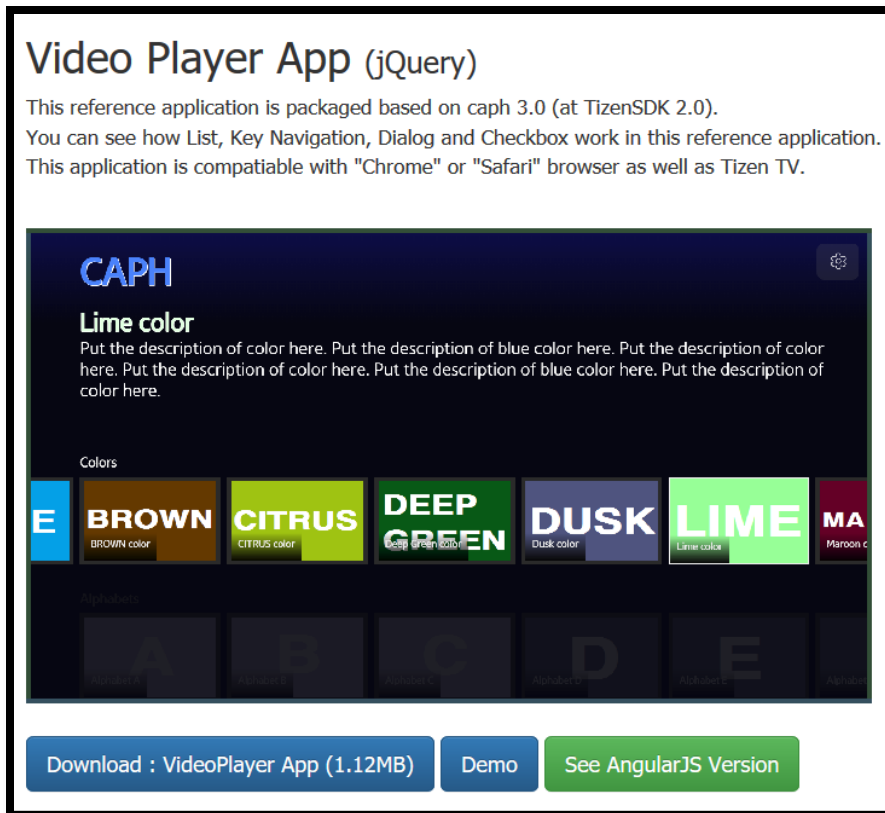 Video Player App (jQuery)
This reference application is packaged based on caph 3.0 (at TizenSDK 2.0).
You can see how List, Key Navigation, Dialog and Checkbox work in this reference application.
This application is compatiable with "Chrome" or "Safari" browser as well as Tizen TV.
CAPH
Lime color
Put the description of color here. Put the description of blue color here. Put the description of color
here. Put the description of color here. Put the description of blue color here. Put the description of
color here.
Colors
E BROWN CITRUS DEEP GREEN DUSK LIME MA
BROWN color CITRUS color Deep Green color Dusk color Lime color Maroon c
Alphabets
A B C D E
Alphabet A Alphabet B Alphabet C Alphabet D Alphabet E Alphabet
Download : VideoPlayer App (1.12MB) Demo See AngularJS Version